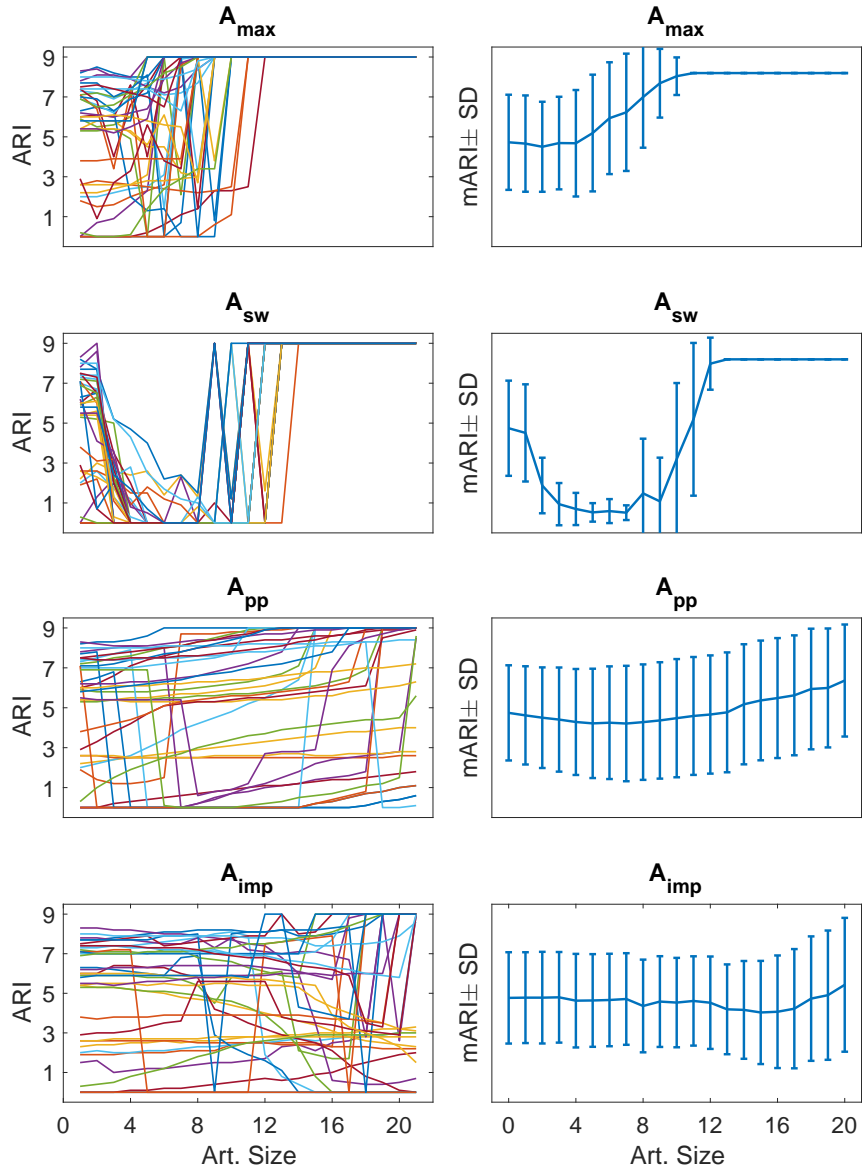 A_max
A_max
9
7
5
3
1
ARI
mARI± SD
A_sw
A_sw
9
7
5
3
1
ARI
mARI± SD
A_pp
A_pp
9
7
5
3
1
ARI
mARI± SD
A_imp
A_imp
9
7
5
3
1
ARI
mARI± SD
0 4 8 12 16 20
0 4 8 12 16 20
Art. Size
Art. Size